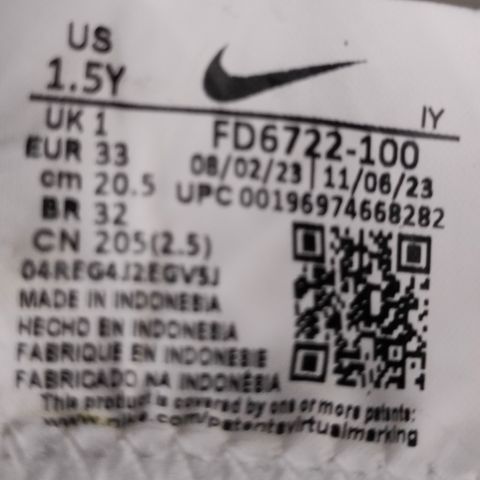 US
1.5Y
IY
UK 1
FD6722-100
EUR 33
08/02/23 | 11/06/23
cm 20.5
UPC 00196974668282
BR 32
CN 205(2.5)
MADE IN INDONESIA
HECHO EN INDONESIA
FABRIQUE EN INDONESIE
FABRICADO NA INDONÉSIA
This product is covered by one or more patents:
www.nike.com/patentsvirtualmarking